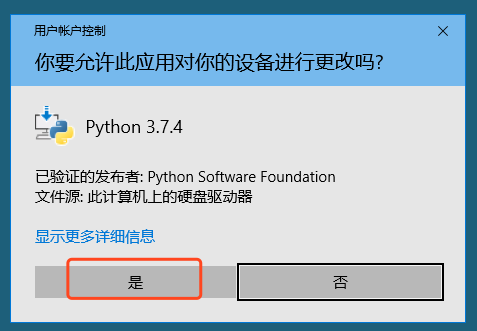 用户帐户控制
你要允许此应用对你的设备进行更改吗?
Python 3.7.4
已验证的发布者: Python Software Foundation
文件源: 此计算机上的硬盘驱动器
显示更多详细信息
是
否